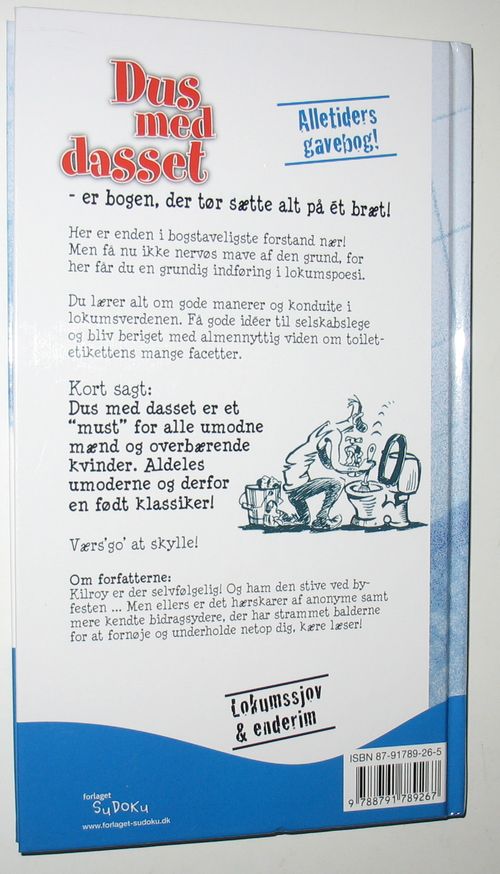 Dus
med
dasset
Alletiders
gavebog!
- er bogen, der tør sætte alt på ét bræt!
Her er enden i bogstaveligste forstand nær!
Men få nu ikke nervøs mave af den grund, for
her får du en grundig indføring i lokumspoesi.
Du lærer alt om gode manerer og konduite i
lokumsverdenen. Få gode idéer til selskabslege
og bliv beriget med almennyttig viden om toilet-
etikettens mange facetter.
Kort sagt:
Dus med dasset er et
"must" for alle umodne
mænd og overbærende
kvinder. Aldeles
umoderne og derfor
en født klassiker!
Værs'go' at skylle!
Om forfatterne:
Kilroy er der selvfølgelig! Og ham den stive ved by-
festen ... Men ellers er det hærskarer af anonyme samt
mere kendte bidragsydere, der har strammet balderne
for at fornøje og underholde netop dig, kære læser!
Lokumssjov
& enderim
ISBN 87-91789-26-5
9 788791 789267
forlaget
SuDOKu
www.forlaget-sudoku.dk